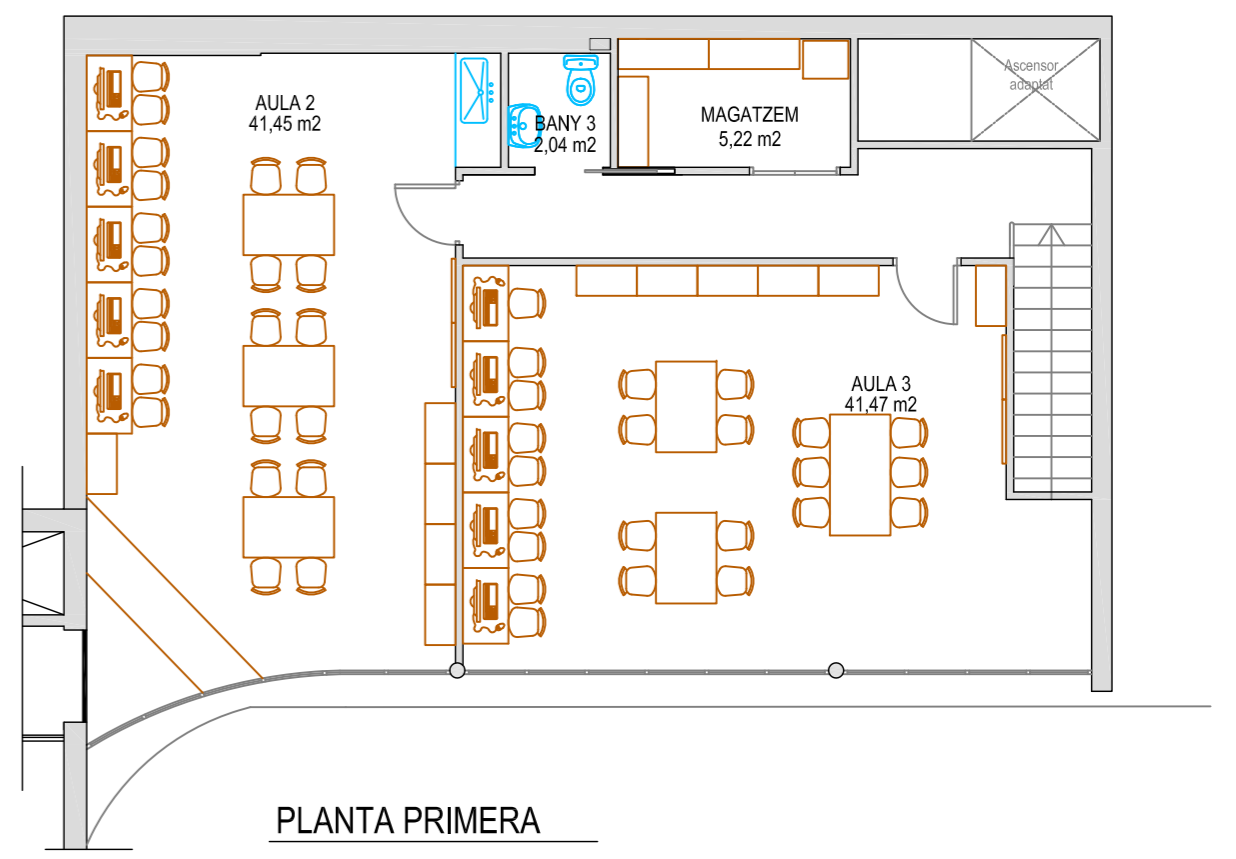 AULA 2
41,45 m2
BANY 3
2,04 m2
MAGATZEM
5,22 m2
Ascensor
adaptat
AULA 3
41,47 m2
PLANTA PRIMERA